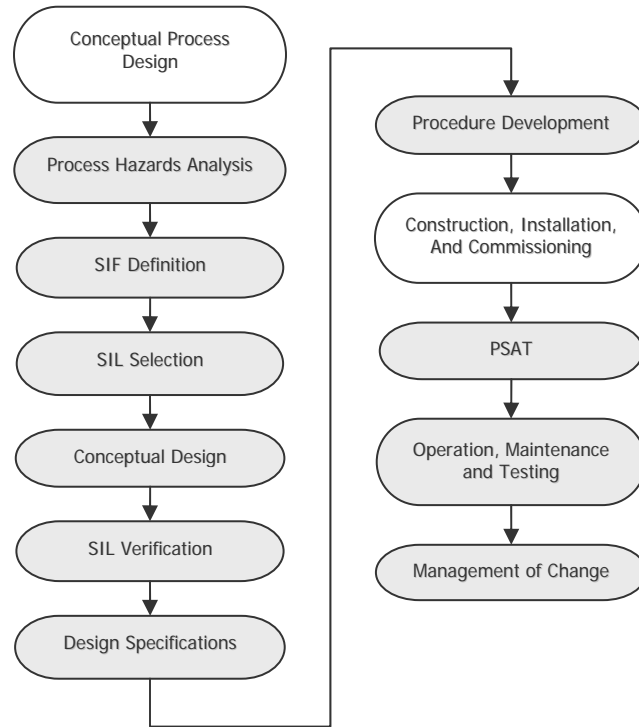 Conceptual Process
Design
Process Hazards Analysis
SIF Definition
SIL Selection
Conceptual Design
SIL Verification
Design Specifications
Procedure Development
Construction, Installation,
And Commissioning
PSAT
Operation, Maintenance
and Testing
Management of Change